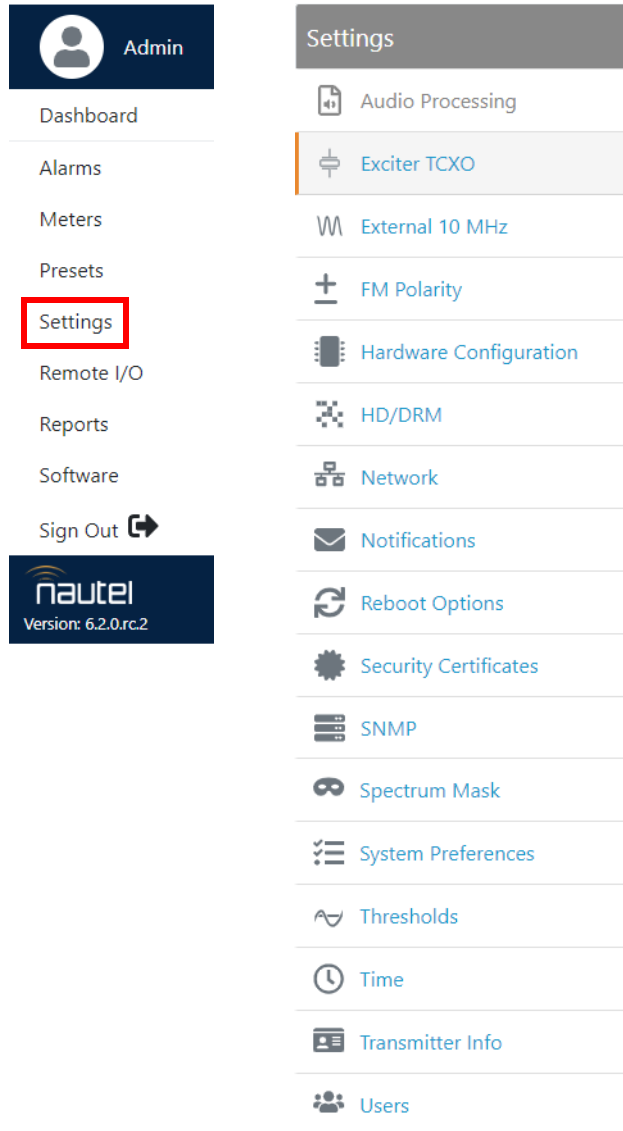 Admin
Dashboard
Alarms
Meters
Presets
Settings
Remote I/O
Reports
Software
Sign Out
nautel
Version: 6.2.0.rc.2
Settings
Audio Processing
Exciter TCXO
External 10 MHz
FM Polarity
Hardware Configuration
HD/DRM
Network
Notifications
Reboot Options
Security Certificates
SNMP
Spectrum Mask
System Preferences
Thresholds
Time
Transmitter Info
Users